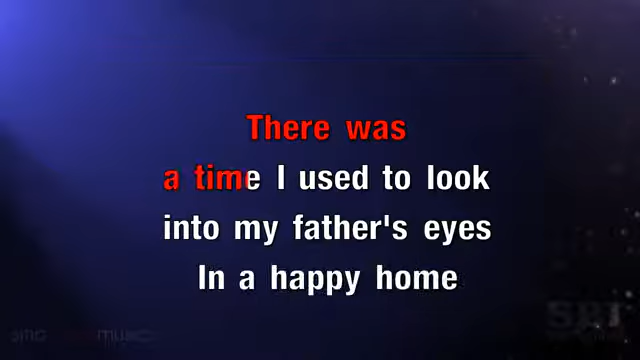 There was
a time I used to look
into my father's eyes
In a happy home